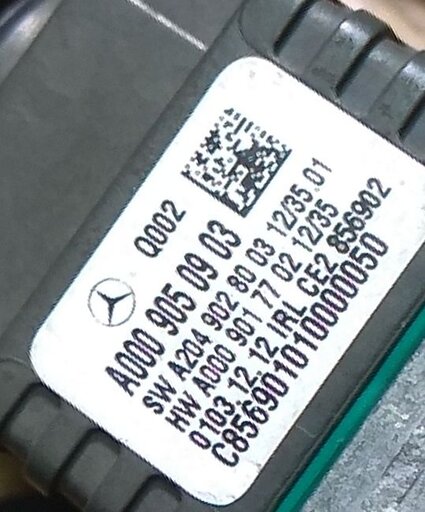 Q002
A000 905 09 03
SW A204 902 80 03 12/35.01
HW A000 901 77 02 12/35
0103 12. 12 IRL CE2 856902
C8569010100000050